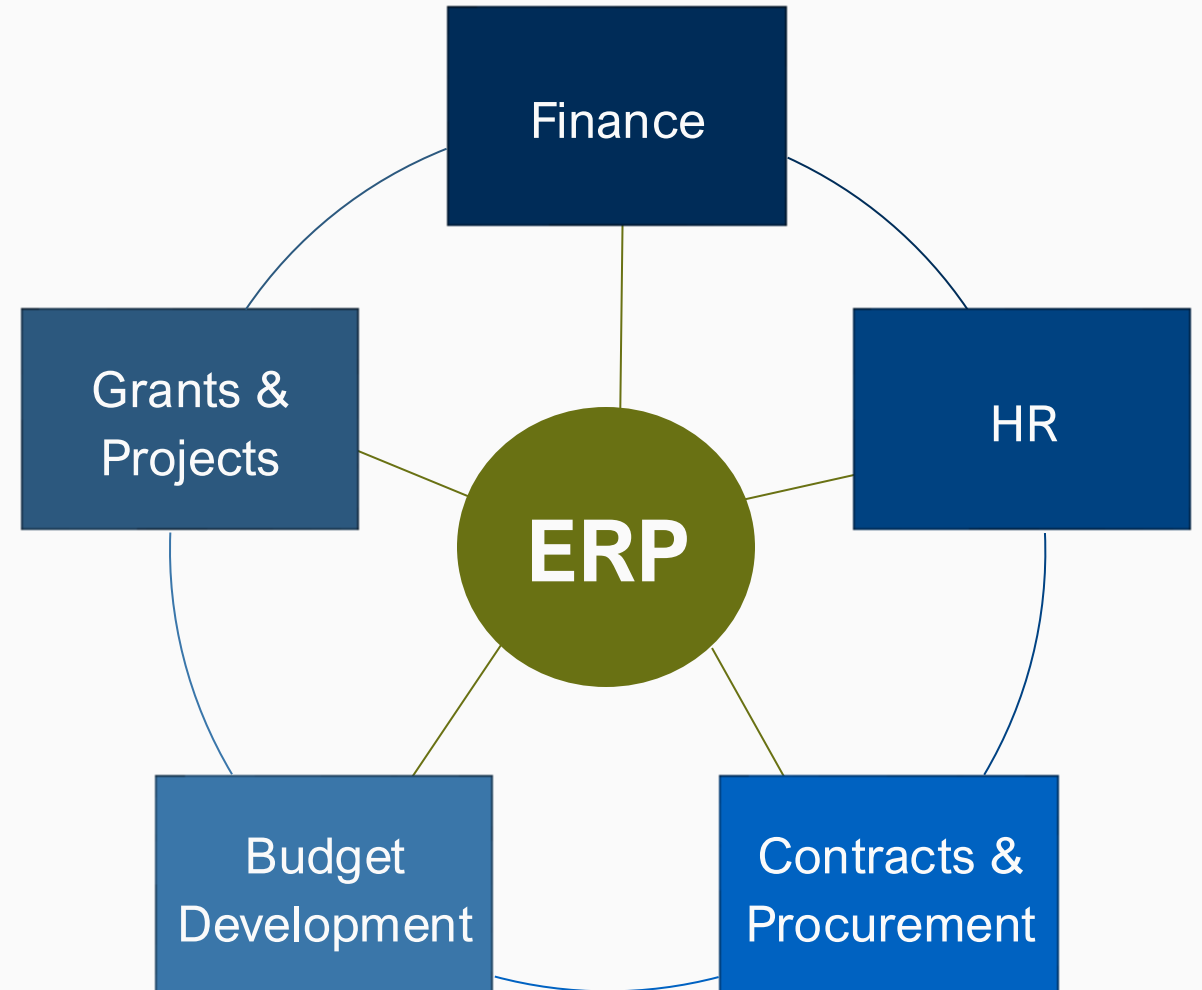 Finance
Grants &
Projects
HR
ERP
Budget
Development
Contracts &
Procurement